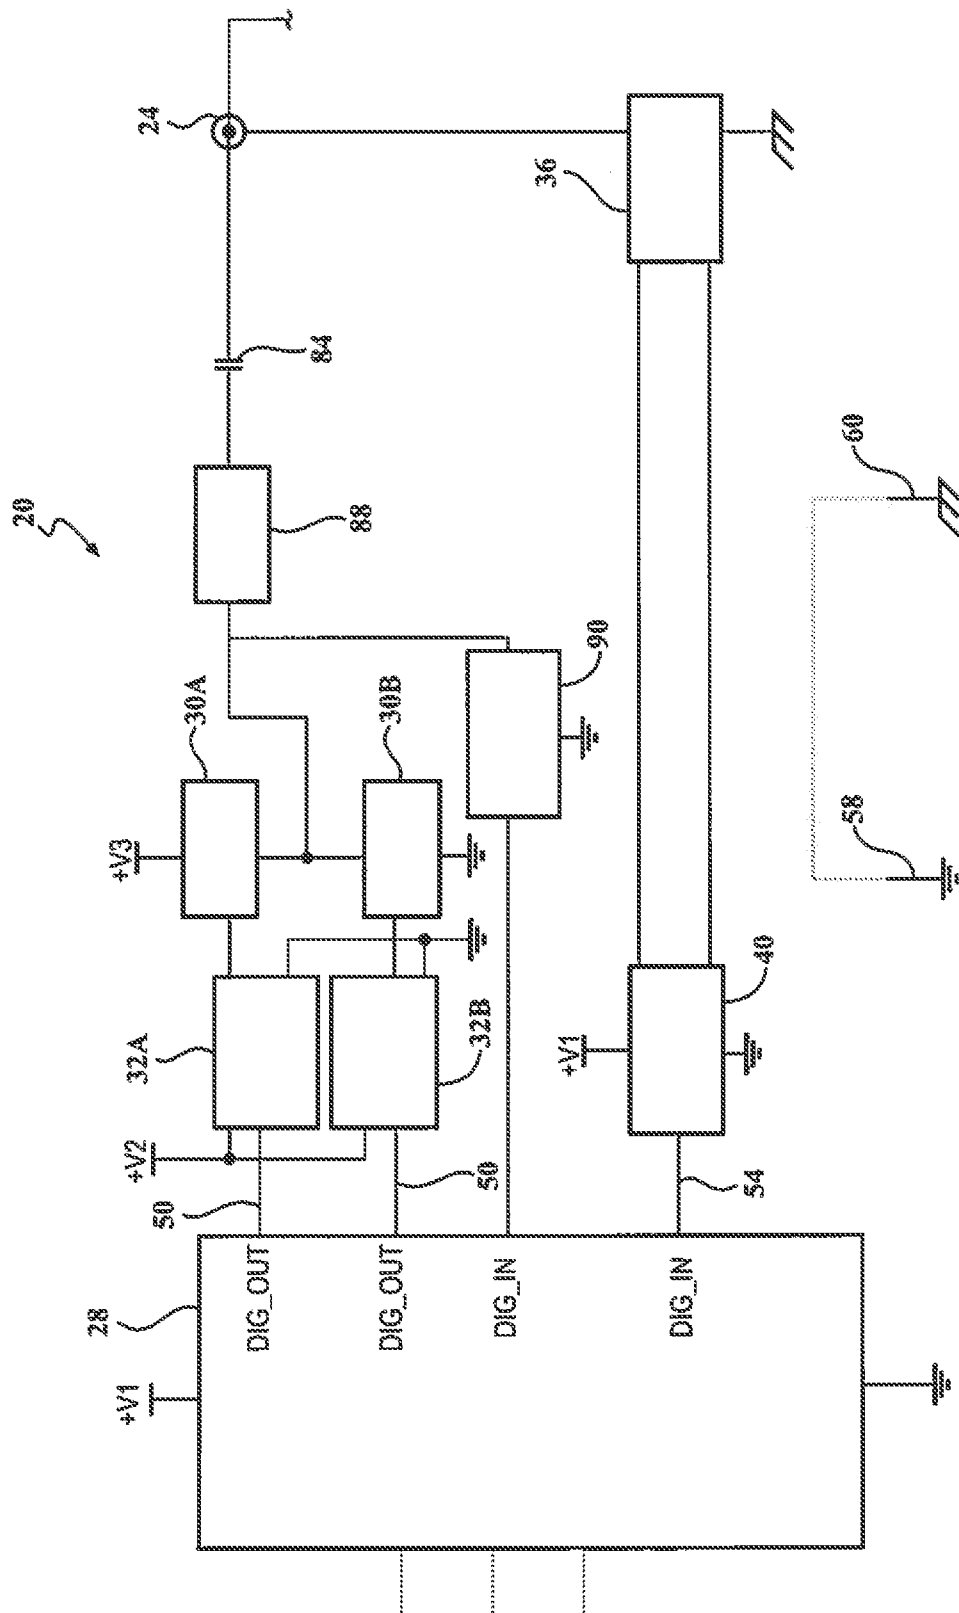 20
24
84
88
36
30A
30B
90
+V3
32A
32B
+V2
50
50
+V1
40
54
60
58
28
+V1
DIG_OUT
DIG_OUT
DIG_IN
DIG_IN